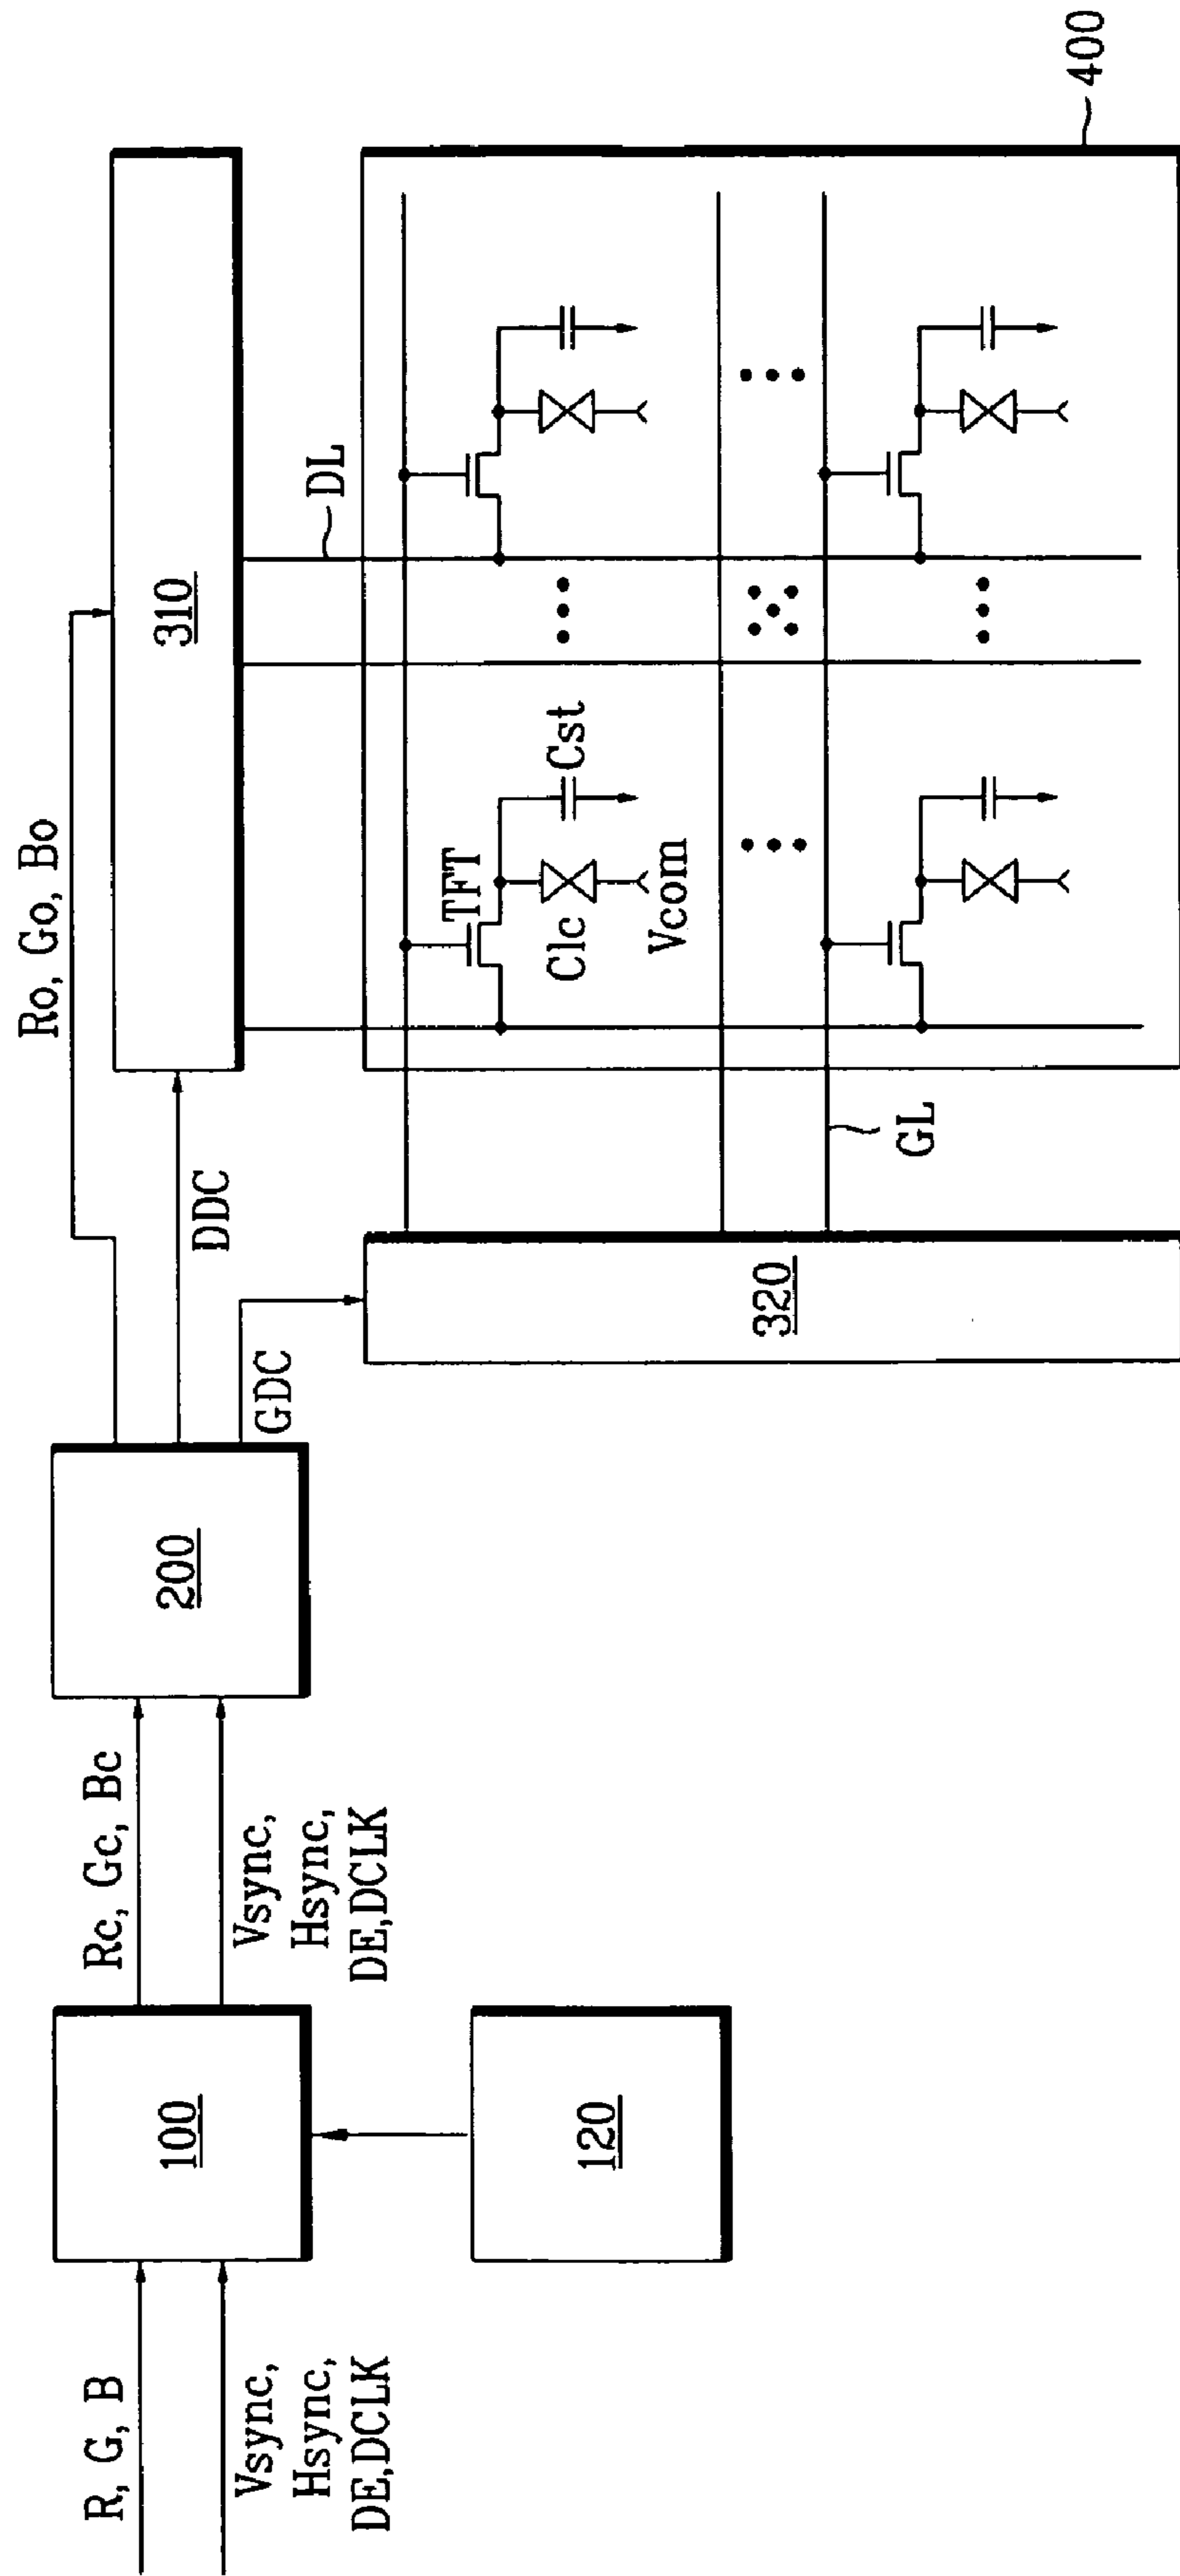 R, G, B
Vsync,
Hsync,
DE,DCLK
100
120
Rc, Gc, Bc
Vsync,
Hsync,
DE,DCLK
200
Ro, Go, Bo
DDC
GDC
310
320
DL
GL
TFT
Clc
Cst
Vcom
400